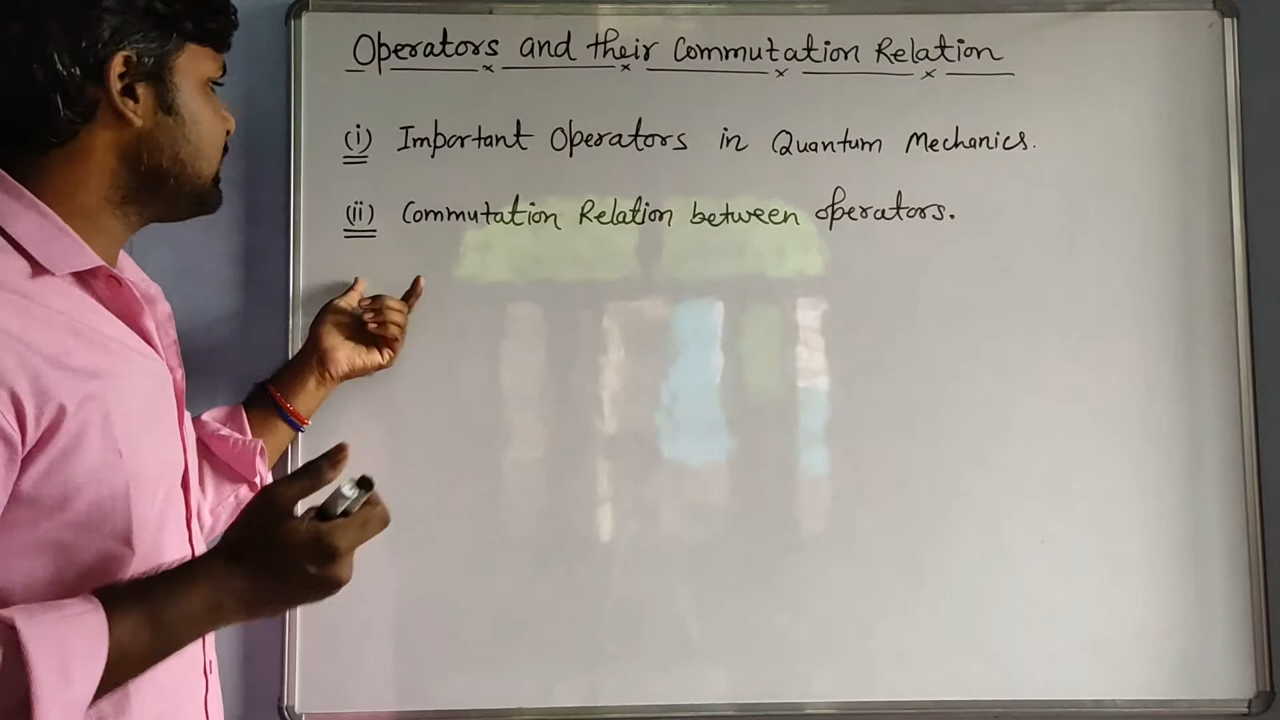 Operators and their Commutation Relation
(i) Important Operators in Quantum Mechanics.
(ii) Commutation Relation between operators.